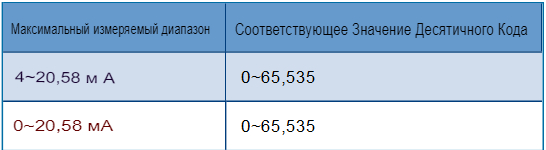 Максимальный измеряемый диапазон Соответствующее Значение Десятичного Кода
4~20,58 м А 0~65,535
0~20,58 мА 0~65,535